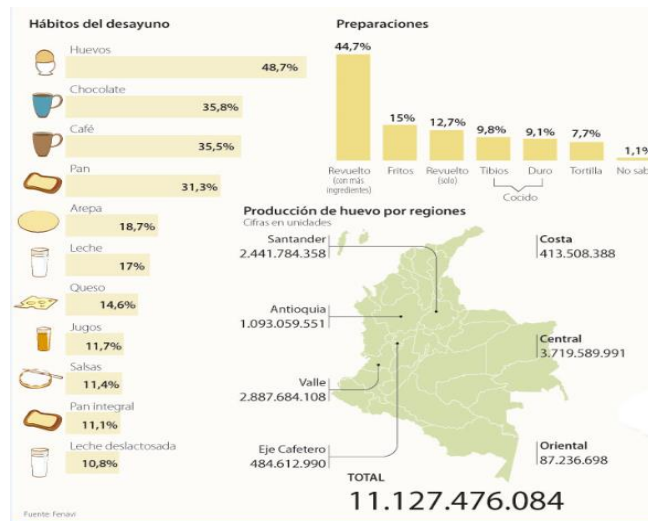 Hábitos del desayuno
Huevos
48,7%
Chocolate
35,8%
Café
35,5%
Pan
31,3%
Arepa
18,7%
Leche
17%
Queso
14,6%
Jugos
11,7%
Salsas
11,4%
Pan integral
11,1%
Leche deslactosada
10,8%
Fuente: Fenavi
Preparaciones
44,7%
15%
12,7%
9,8%
9,1%
7,7%
1,1%
Revuelto
(con más
ingredientes)
Fritos
Revuelto
(solo)
Tibios
Duro
Cocido
Tortilla
No sab
Producción de huevo por regiones
Cifras en unidades
Santander
2.441.784.358
Antioquia
1.093.059.551
Valle
2.887.684.108
Eje Cafetero
484.612.990
Costa
413.508.388
Central
3.719.589.991
Oriental
87.236.698
TOTAL
11.127.476.084